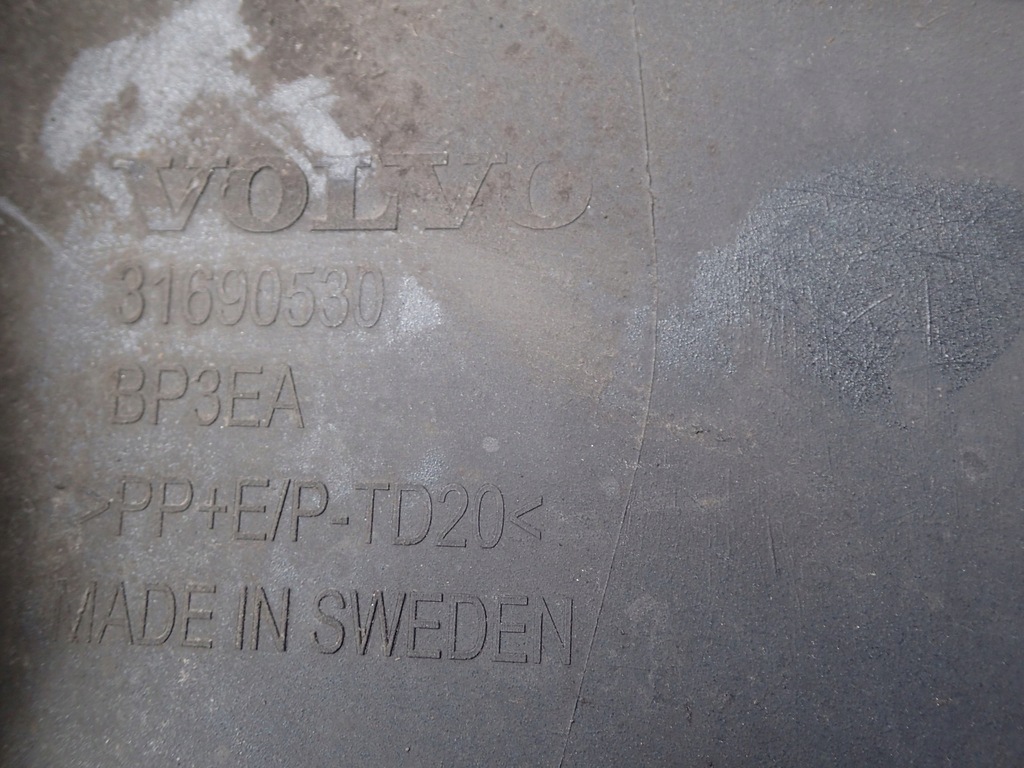 VOLVO
31690530
BP3EA
>PP+E/P-TD20<
MADE IN SWEDEN